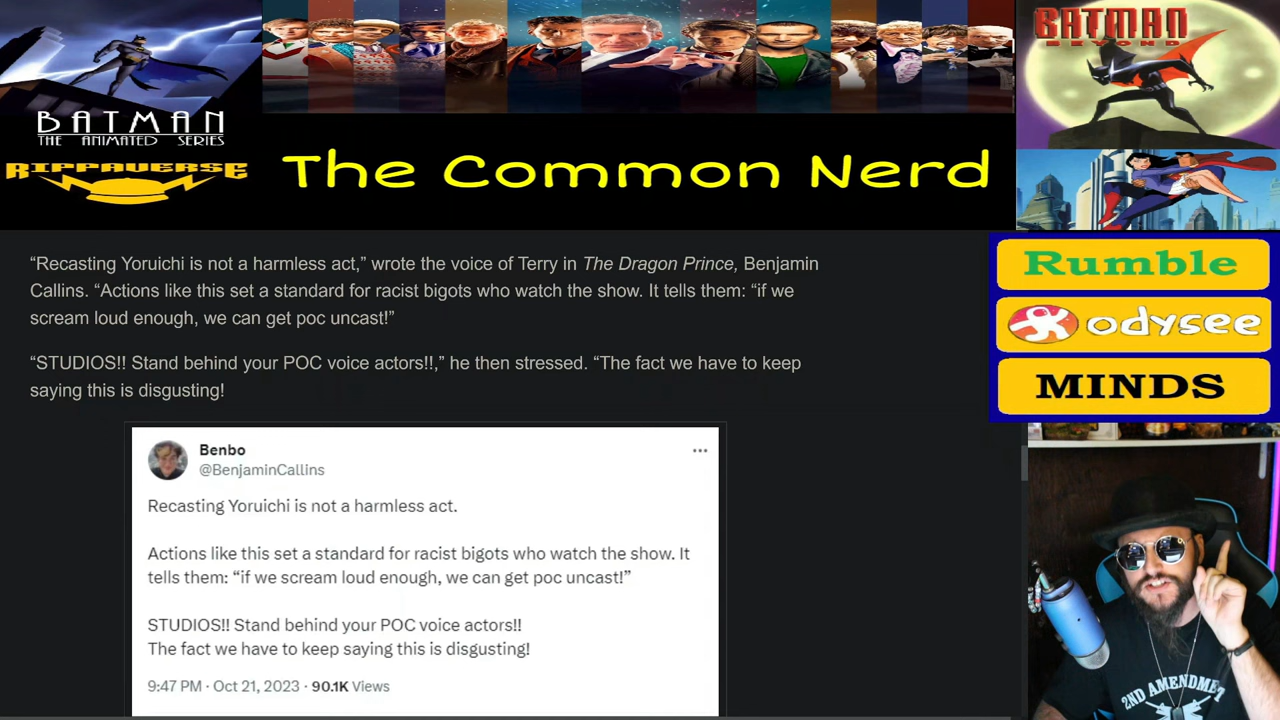 BATMAN
THE ANIMATED SERIES
RIPPAVERSE
The Common Nerd
BATMAN
BEYOND
“Recasting Yoruichi is not a harmless act,” wrote the voice of Terry in The Dragon Prince, Benjamin
Callins. “Actions like this set a standard for racist bigots who watch the show. It tells them: “if we
scream loud enough, we can get poc uncast!”
“STUDIOS!! Stand behind your POC voice actors!!,” he then stressed. “The fact we have to keep
saying this is disgusting!
Rumble
odysee
MINDS
Benbo
@BenjaminCallins
Recasting Yoruichi is not a harmless act.
Actions like this set a standard for racist bigots who watch the show. It
tells them: “if we scream loud enough, we can get poc uncast!”
STUDIOS!! Stand behind your POC voice actors!!
The fact we have to keep saying this is disgusting!
9:47 PM · Oct 21, 2023 · 90.1K Views
2ND AMENDMENT